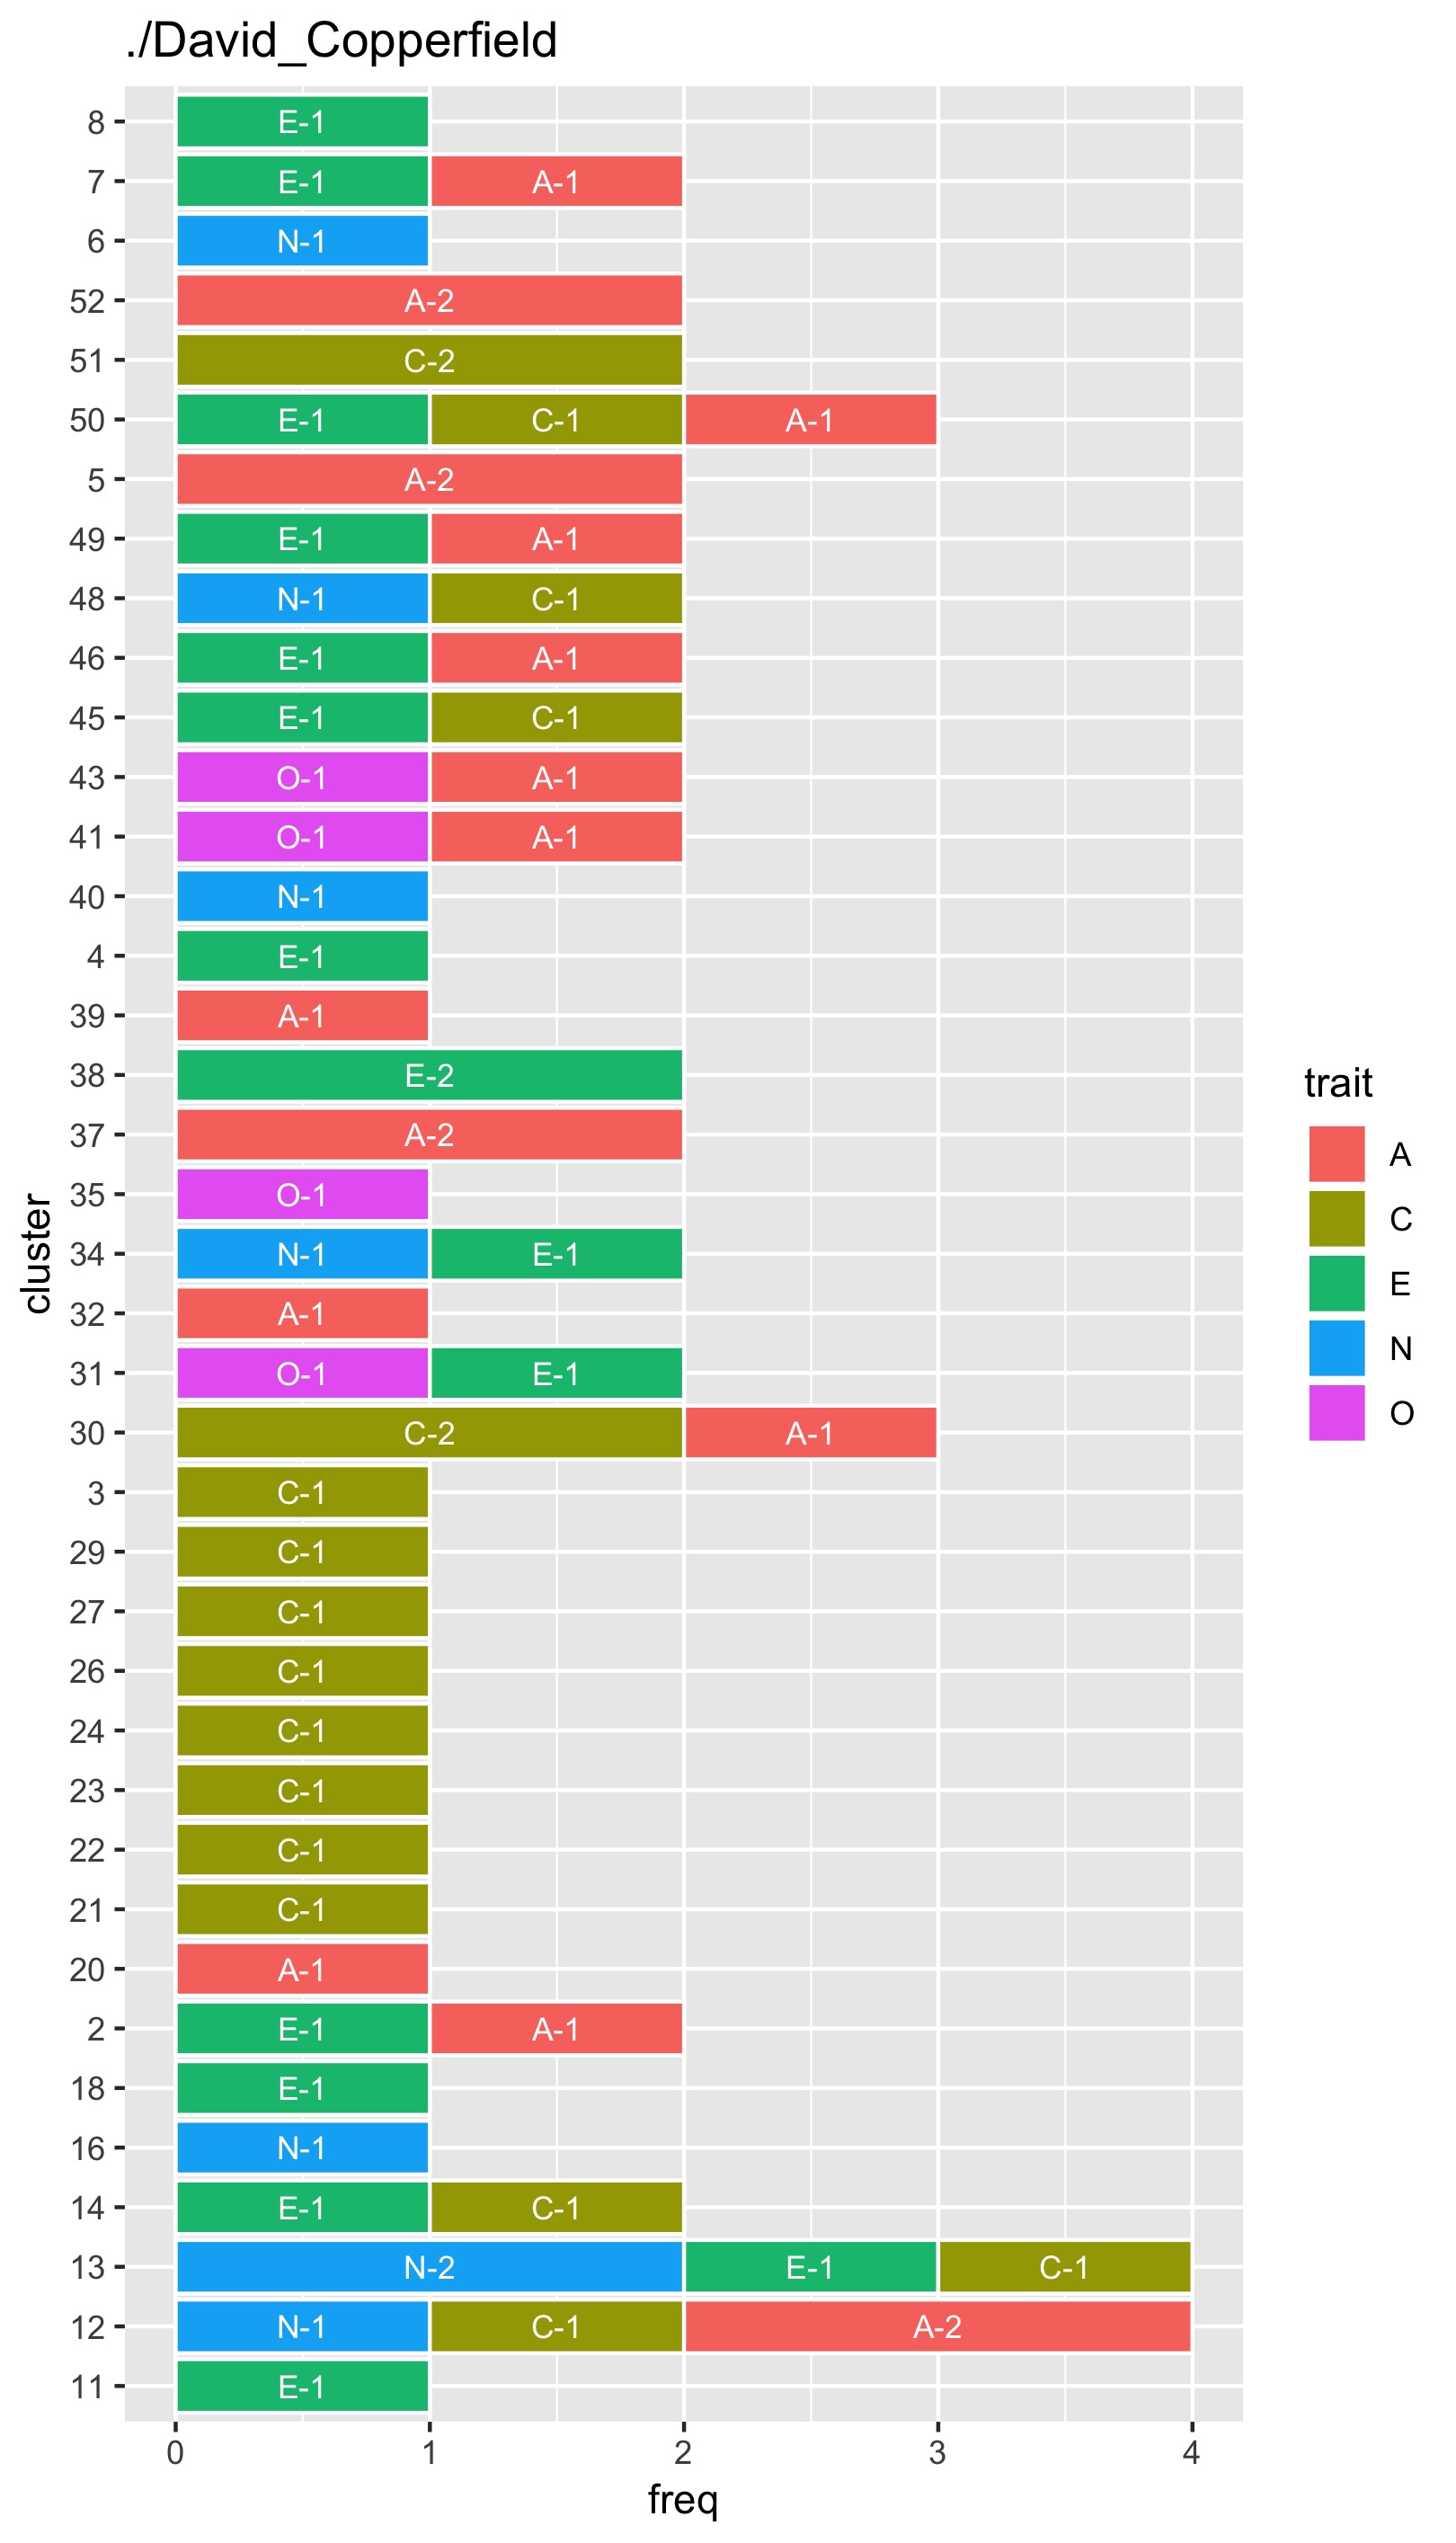 ./David_Copperfield
8 E-1
7 E-1 A-1
6 N-1
52 A-2
51 C-2
50 E-1 C-1 A-1
5 A-2
49 E-1 A-1
48 N-1 C-1
46 E-1 A-1
45 E-1 C-1
43 O-1 A-1
41 O-1 A-1
40 N-1
4 E-1
39 A-1
38 E-2
37 A-2
35 O-1
34 N-1 E-1
32 A-1
31 O-1 E-1
30 C-2 A-1
3 C-1
29 C-1
27 C-1
26 C-1
24 C-1
23 C-1
22 C-1
21 C-1
20 A-1
2 E-1 A-1
18 E-1
16 N-1
14 E-1 C-1
13 N-2 E-1 C-1
12 N-1 C-1 A-2
11 E-1
0 1 2 3 4
freq
cluster
trait
A
C
E
N
O